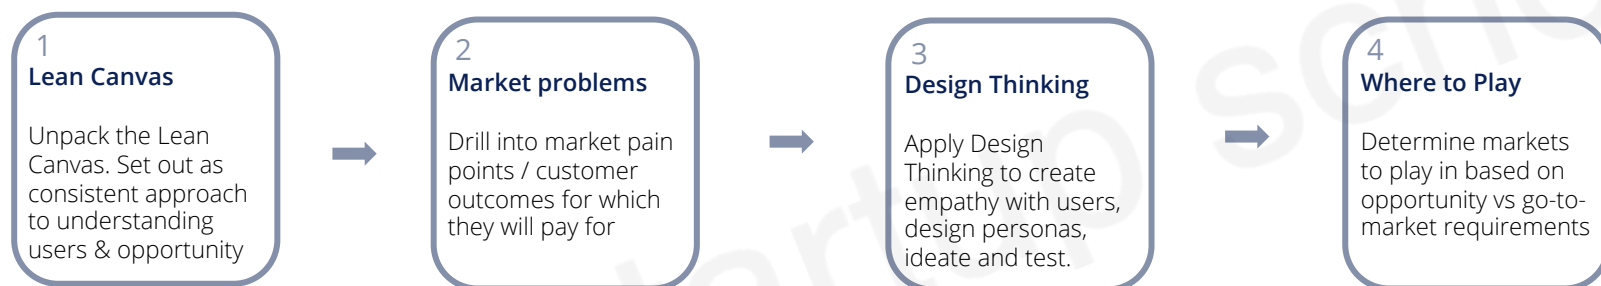 1
Lean Canvas
Unpack the Lean
Canvas. Set out as
consistent approach
to understanding
users & opportunity
2
Market problems
Drill into market pain
points / customer
outcomes for which
they will pay for
3
Design Thinking
Apply Design
Thinking to create
empathy with users,
design personas,
ideate and test.
4
Where to Play
Determine markets
to play in based on
opportunity vs go-to-
market requirements